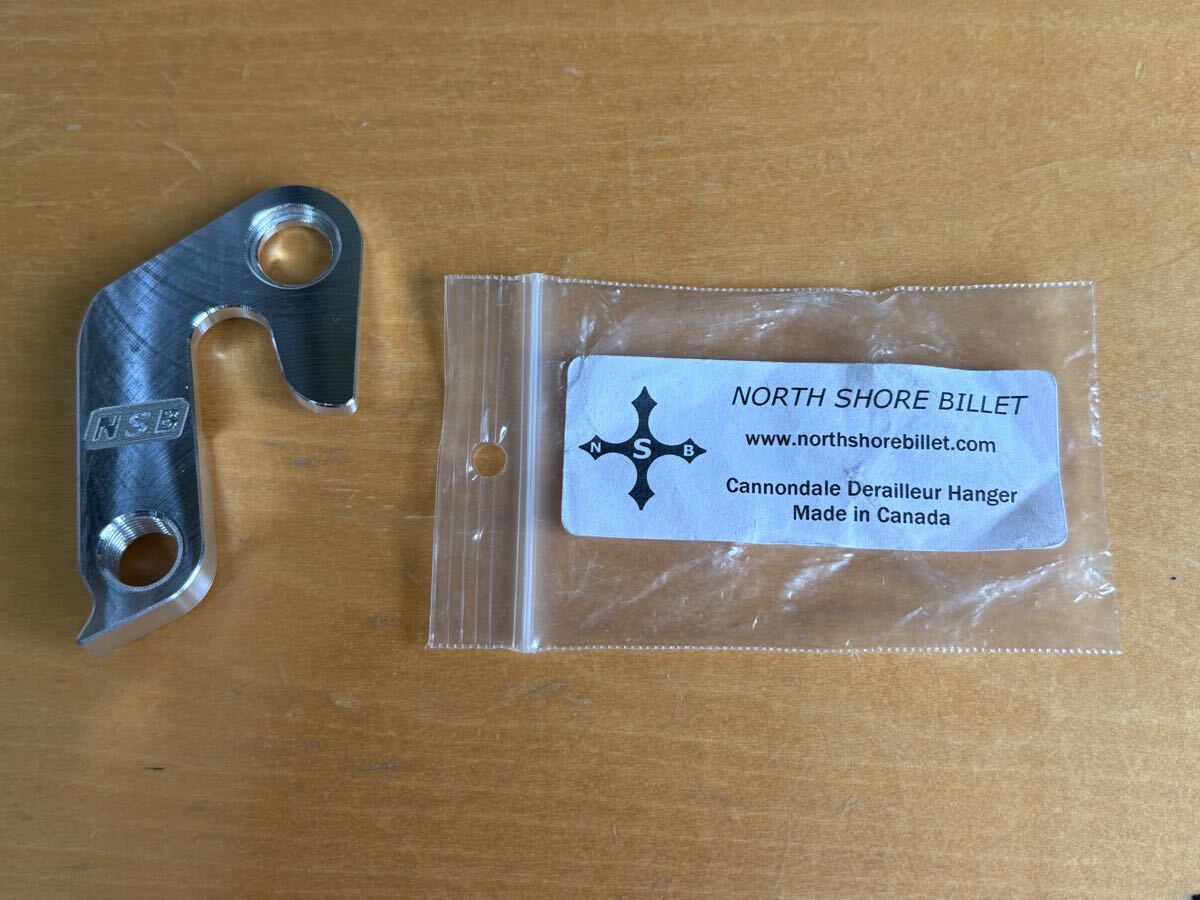 NSB
NORTH SHORE BILLET
www.northshorebillet.com
N S B
Cannondale Derailleur Hanger
Made in Canada